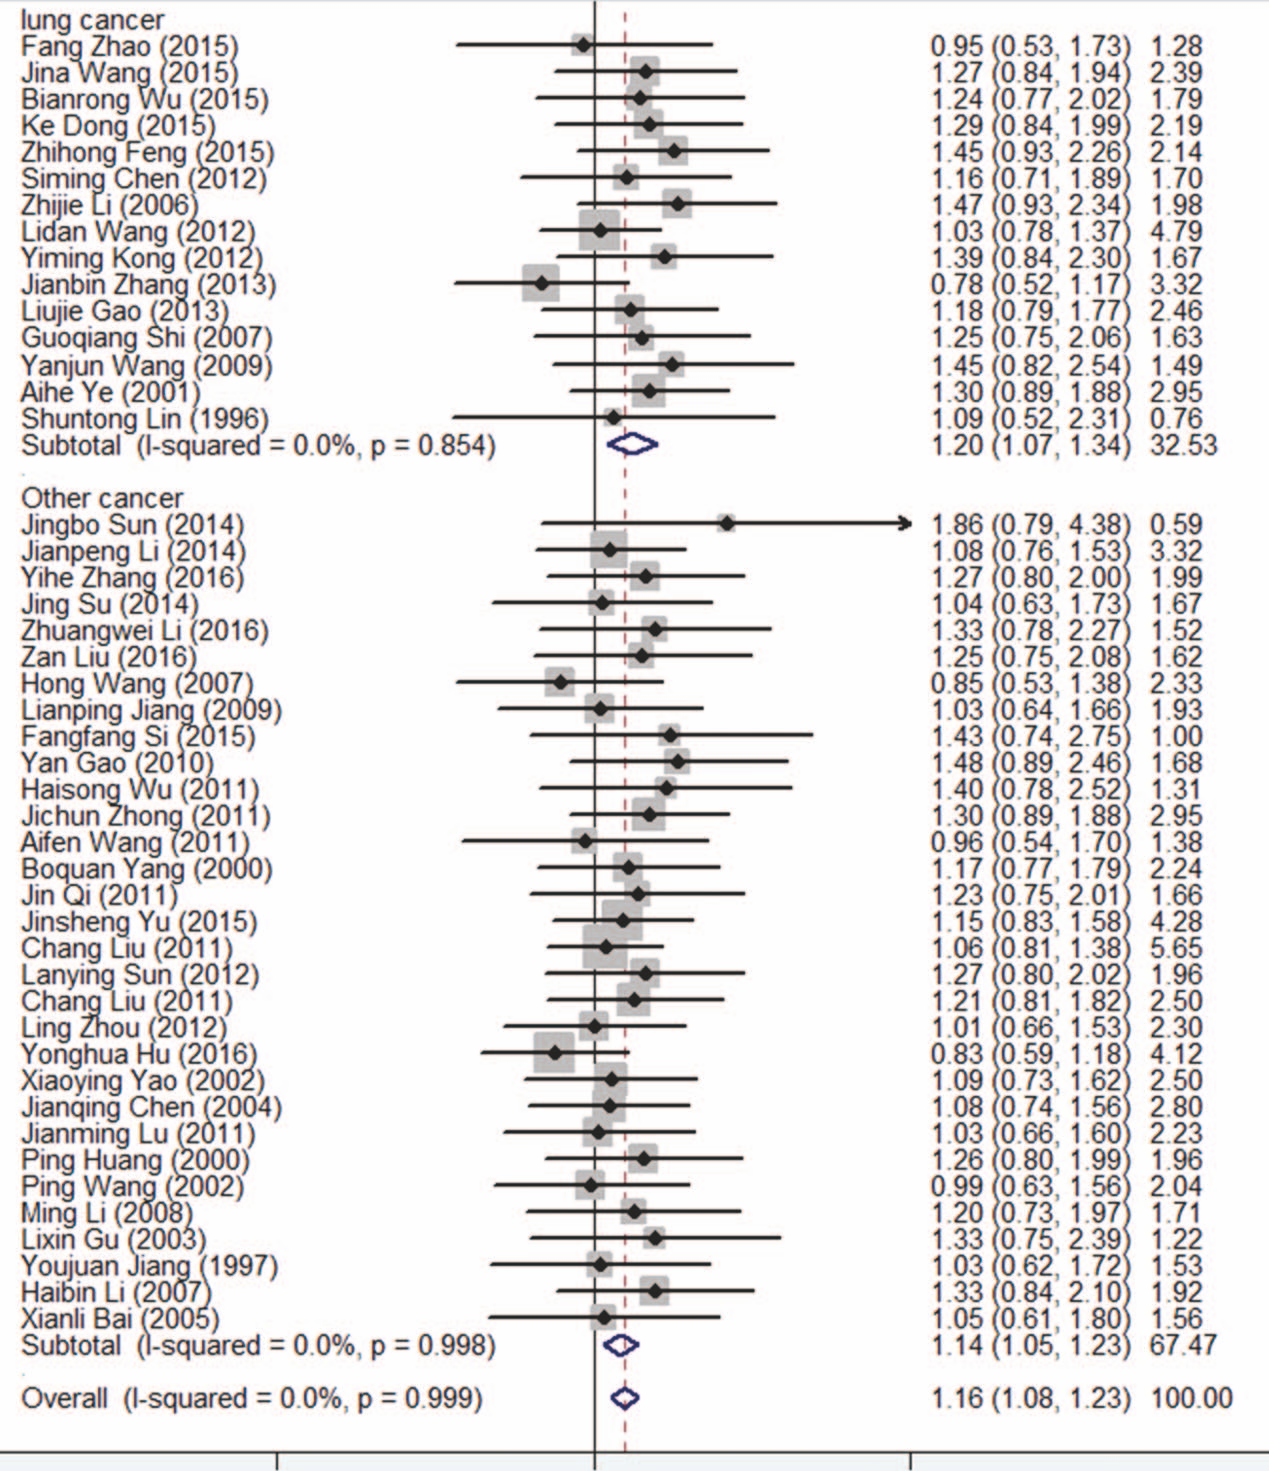 lung cancer
Fang Zhao (2015) 0.95 (0.53, 1.73) 1.28
Jina Wang (2015) 1.27 (0.84, 1.94) 2.39
Bianrong Wu (2015) 1.24 (0.77, 2.02) 1.79
Ke Dong (2015) 1.29 (0.84, 1.99) 2.19
Zhihong Feng (2015) 1.45 (0.93, 2.26) 2.14
Siming Chen (2012) 1.16 (0.71, 1.89) 1.70
Zhijie Li (2006) 1.47 (0.93, 2.34) 1.98
Lidan Wang (2012) 1.03 (0.78, 1.37) 4.79
Yiming Kong (2012) 1.39 (0.84, 2.30) 1.67
Jianbin Zhang (2013) 0.78 (0.52, 1.17) 3.32
Liujie Gao (2013) 1.18 (0.79, 1.77) 2.46
Guoqiang Shi (2007) 1.25 (0.75, 2.06) 1.63
Yanjun Wang (2009) 1.45 (0.82, 2.54) 1.49
Aihe Ye (2001) 1.30 (0.89, 1.88) 2.95
Shuntong Lin (1996) 1.09 (0.52, 2.31) 0.76
Subtotal (I-squared = 0.0%, p = 0.854) 1.20 (1.07, 1.34) 32.53
.
Other cancer
Jingbo Sun (2014) 1.86 (0.79, 4.38) 0.59
Jianpeng Li (2014) 1.08 (0.76, 1.53) 3.32
Yihe Zhang (2016) 1.27 (0.80, 2.00) 1.99
Jing Su (2014) 1.04 (0.63, 1.73) 1.67
Zhuangwei Li (2016) 1.33 (0.78, 2.27) 1.52
Zan Liu (2016) 1.25 (0.75, 2.08) 1.62
Hong Wang (2007) 0.85 (0.53, 1.38) 2.33
Lianping Jiang (2009) 1.03 (0.64, 1.66) 1.93
Fangfang Si (2015) 1.43 (0.74, 2.75) 1.00
Yan Gao (2010) 1.48 (0.89, 2.46) 1.68
Haisong Wu (2011) 1.40 (0.78, 2.52) 1.31
Jichun Zhong (2011) 1.30 (0.89, 1.88) 2.95
Aifen Wang (2011) 0.96 (0.54, 1.70) 1.38
Boquan Yang (2000) 1.17 (0.77, 1.79) 2.24
Jin Qi (2011) 1.23 (0.75, 2.01) 1.66
Jinsheng Yu (2015) 1.15 (0.83, 1.58) 4.28
Chang Liu (2011) 1.06 (0.81, 1.38) 5.65
Lanying Sun (2012) 1.27 (0.80, 2.02) 1.96
Chang Liu (2011) 1.21 (0.81, 1.82) 2.50
Ling Zhou (2012) 1.01 (0.66, 1.53) 2.30
Yonghua Hu (2016) 0.83 (0.59, 1.18) 4.12
Xiaoying Yao (2002) 1.09 (0.73, 1.62) 2.50
Jianqing Chen (2004) 1.08 (0.74, 1.56) 2.80
Jianming Lu (2011) 1.03 (0.66, 1.60) 2.23
Ping Huang (2000) 1.26 (0.80, 1.99) 1.96
Ping Wang (2002) 0.99 (0.63, 1.56) 2.04
Ming Li (2008) 1.20 (0.73, 1.97) 1.71
Lixin Gu (2003) 1.33 (0.75, 2.39) 1.22
Youjuan Jiang (1997) 1.03 (0.62, 1.72) 1.53
Haibin Li (2007) 1.33 (0.84, 2.10) 1.92
Xianli Bai (2005) 1.05 (0.61, 1.80) 1.56
Subtotal (I-squared = 0.0%, p = 0.998) 1.14 (1.05, 1.23) 67.47
.
Overall (I-squared = 0.0%, p = 0.999) 1.16 (1.08, 1.23) 100.00